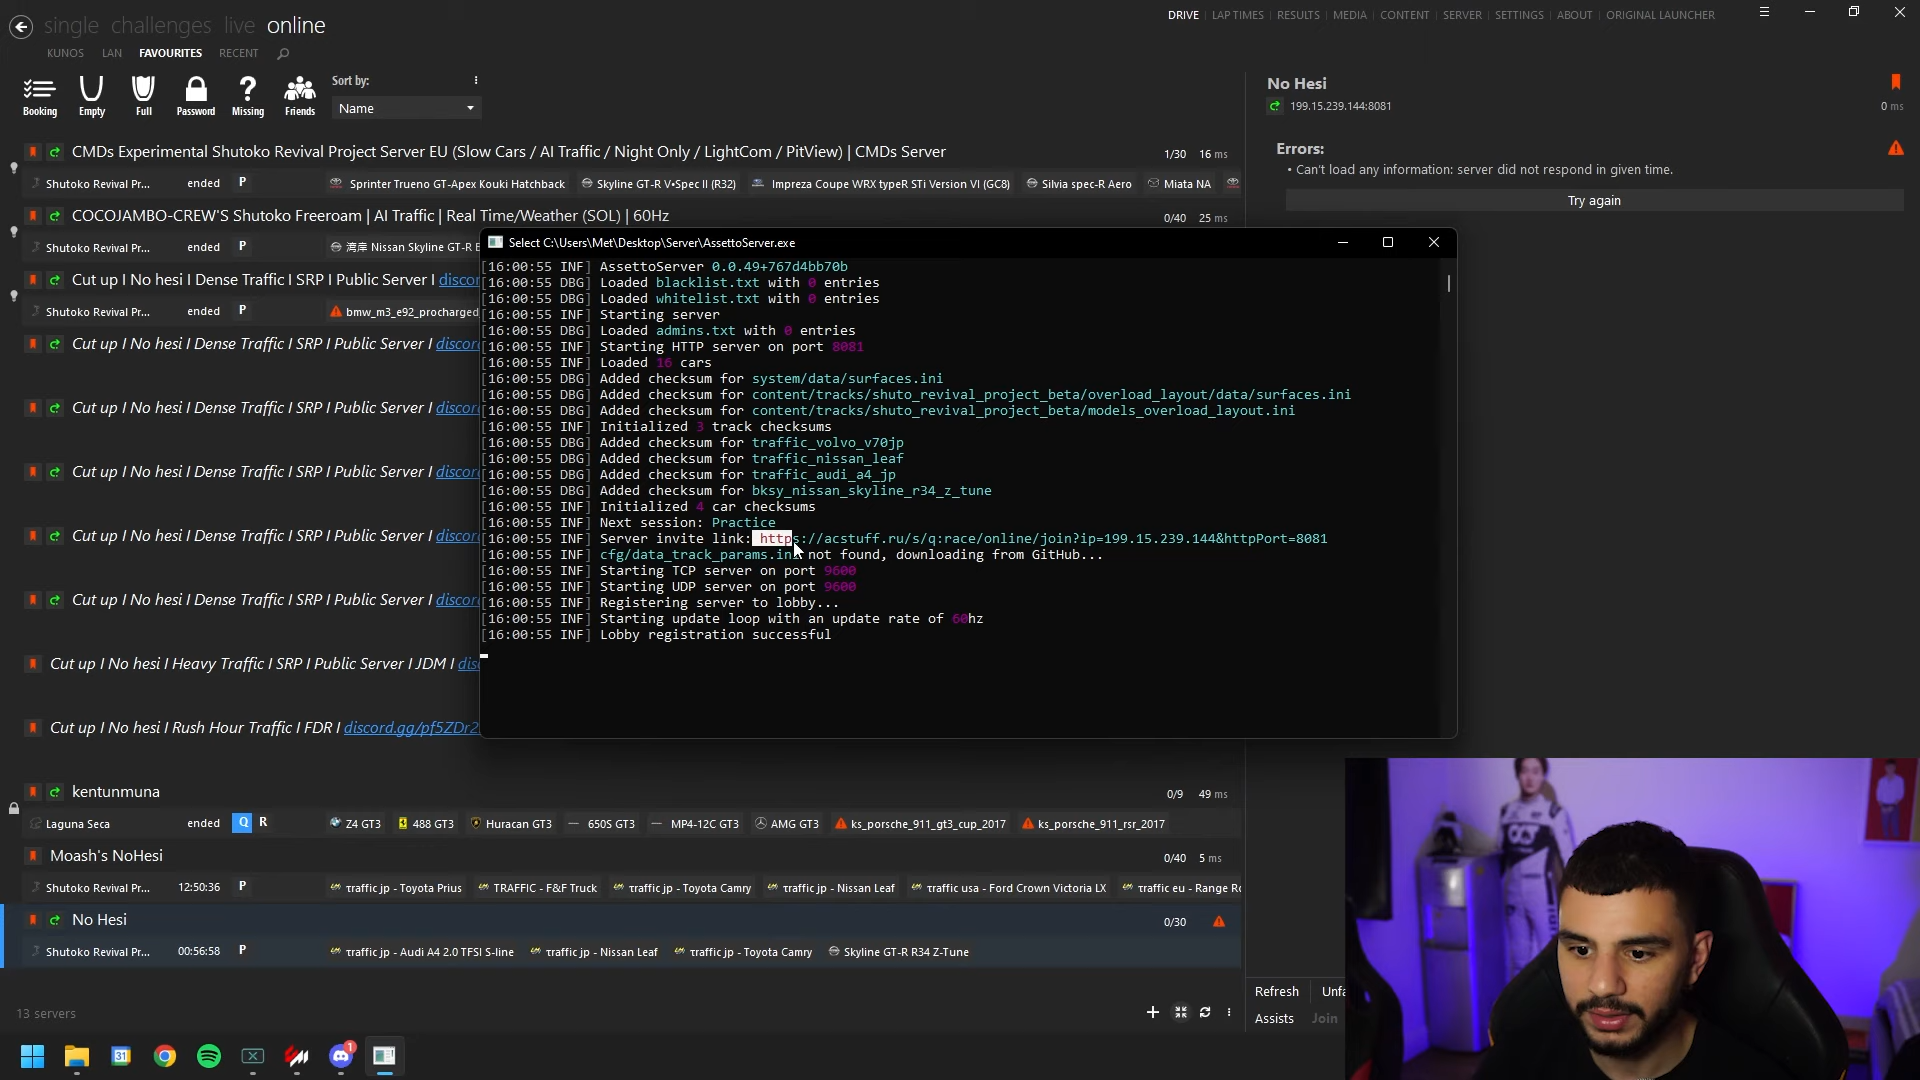 single challenges live online
DRIVE LAP TIMES RESULTS MEDIA CONTENT SERVER SETTINGS ABOUT ORIGINAL LAUNCHER
KUNOS LAN FAVOURITES RECENT
Booking Empty Full Password Missing Friends
Sort by:
Name
No Hesi
199.15.239.144:8081
0 ms
Errors:
• Can't load any information: server did not respond in given time.
Try again
CMDs Experimental Shutoko Revival Project Server EU (Slow Cars / AI Traffic / Night Only / LightCom / PitView) | CMDs Server 1/30 16 ms
Shutoko Revival Pr... ended P Sprinter Trueno GT-Apex Kouki Hatchback Skyline GT-R V•Spec II (R32) Impreza Coupe WRX typeR STi Version VI (GC8) Silvia spec-R Aero Miata NA
COCOJAMBO-CREW'S Shutoko Freeroam | AI Traffic | Real Time/Weather (SOL) | 60Hz 0/40 25 ms
Shutoko Revival Pr... ended P 湾岸 Nissan Skyline GT-R
Cut up I No hesi I Dense Traffic I SRP I Public Server I discor
Shutoko Revival Pr... ended P bmw_m3_e92_procharged
Cut up I No hesi I Dense Traffic I SRP I Public Server I discor
Cut up I No hesi I Dense Traffic I SRP I Public Server I discor
Cut up I No hesi I Dense Traffic I SRP I Public Server I discor
Cut up I No hesi I Dense Traffic I SRP I Public Server I discor
Cut up I No hesi I Dense Traffic I SRP I Public Server I discor
Cut up I No hesi I Heavy Traffic I SRP I Public Server I JDM I dis
Cut up I No hesi I Rush Hour Traffic I FDR I discord.gg/pf5ZDr2
Select C:\Users\Met\Desktop\Server\AssettoServer.exe
[16:00:55 INF] AssettoServer 0.0.49+767d4bb70b
[16:00:55 DBG] Loaded blacklist.txt with 0 entries
[16:00:55 DBG] Loaded whitelist.txt with 0 entries
[16:00:55 INF] Starting server
[16:00:55 DBG] Loaded admins.txt with 0 entries
[16:00:55 INF] Starting HTTP server on port 8081
[16:00:55 INF] Loaded 16 cars
[16:00:55 DBG] Added checksum for system/data/surfaces.ini
[16:00:55 DBG] Added checksum for content/tracks/shuto_revival_project_beta/overload_layout/data/surfaces.ini
[16:00:55 DBG] Added checksum for content/tracks/shuto_revival_project_beta/models_overload_layout.ini
[16:00:55 INF] Initialized 3 track checksums
[16:00:55 DBG] Added checksum for traffic_volvo_v70jp
[16:00:55 DBG] Added checksum for traffic_nissan_leaf
[16:00:55 DBG] Added checksum for traffic_audi_a4_jp
[16:00:55 DBG] Added checksum for bksy_nissan_skyline_r34_z_tune
[16:00:55 INF] Initialized 4 car checksums
[16:00:55 INF] Next session: Practice
[16:00:55 INF] Server invite link: https://acstuff.ru/s/q:race/online/join?ip=199.15.239.144&httpPort=8081
[16:00:55 INF] cfg/data_track_params.ini not found, downloading from GitHub...
[16:00:55 INF] Starting TCP server on port 9600
[16:00:55 INF] Starting UDP server on port 9600
[16:00:55 INF] Registering server to lobby...
[16:00:55 INF] Starting update loop with an update rate of 60hz
[16:00:55 INF] Lobby registration successful
kentunmuna 0/9 49 ms
Laguna Seca ended Q R Z4 GT3 488 GT3 Huracan GT3 650S GT3 MP4-12C GT3 AMG GT3 ks_porsche_911_gt3_cup_2017 ks_porsche_911_rsr_2017
Moash's NoHesi 0/40 5 ms
Shutoko Revival Pr... 12:50:36 P traffic jp - Toyota Prius TRAFFIC - F&F Truck traffic jp - Toyota Camry traffic jp - Nissan Leaf traffic usa - Ford Crown Victoria LX traffic eu - Range Ro
No Hesi 0/30
Shutoko Revival Pr... 00:56:58 P traffic jp - Audi A4 2.0 TFSI S-line traffic jp - Nissan Leaf traffic jp - Toyota Camry Skyline GT-R R34 Z-Tune
13 servers
Refresh Unfa
Assists Join
31
1